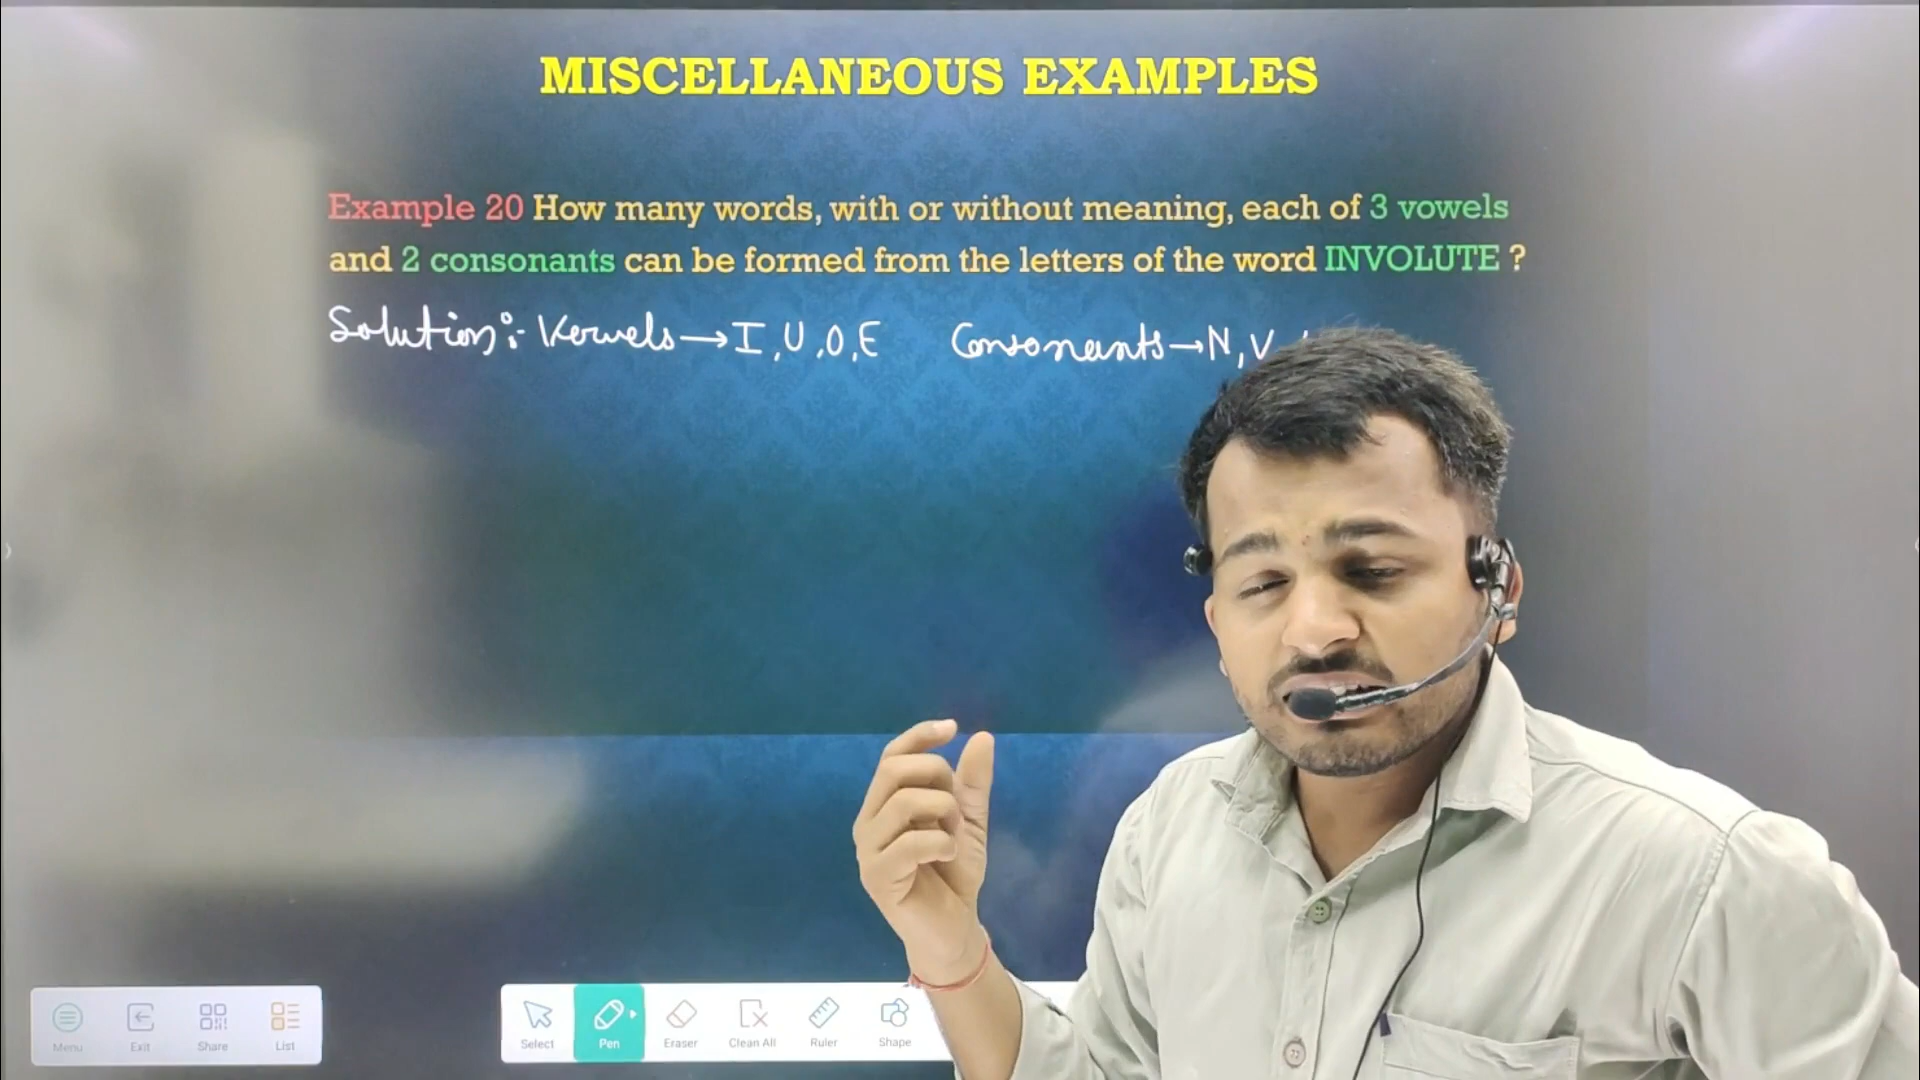 MISCELLANEOUS EXAMPLES
Example 20 How many words, with or without meaning, each of 3 vowels
and 2 consonants can be formed from the letters of the word INVOLUTE ?
Solution:- Vowels→I,U,O,E Consonants→N,V
Menu Exit Share List Select Pen Eraser Clean All Ruler Shape